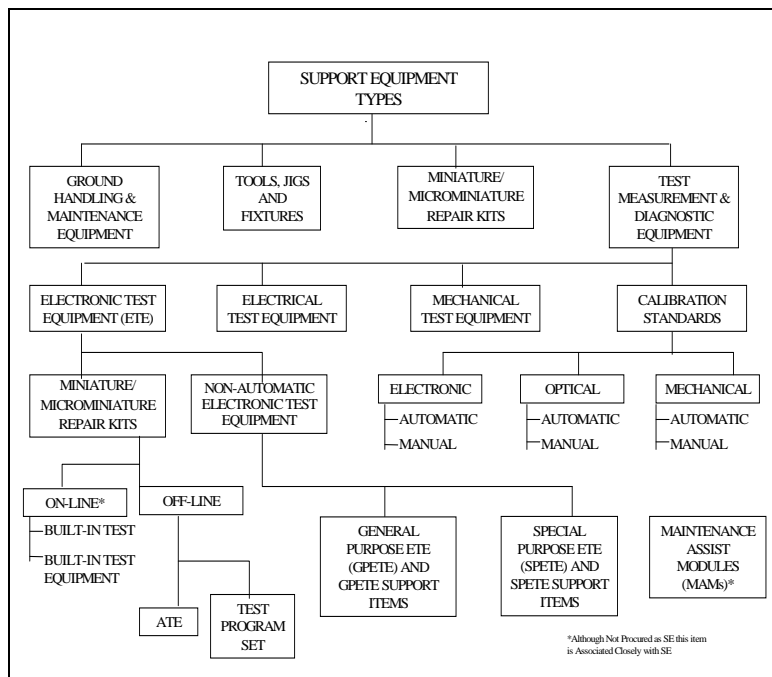 SUPPORT EQUIPMENT
TYPES
GROUND
HANDLING &
MAINTENANCE
EQUIPMENT
TOOLS, JIGS
AND
FIXTURES
MINIATURE/
MICROMINIATURE
REPAIR KITS
TEST
MEASUREMENT &
DIAGNOSTIC
EQUIPMENT
ELECTRONIC TEST
EQUIPMENT (ETE)
ELECTRICAL
TEST EQUIPMENT
MECHANICAL
TEST EQUIPMENT
CALIBRATION
STANDARDS
MINIATURE/
MICROMINIATURE
REPAIR KITS
NON-AUTOMATIC
ELECTRONIC TEST
EQUIPMENT
ELECTRONIC
AUTOMATIC
MANUAL
OPTICAL
AUTOMATIC
MANUAL
MECHANICAL
AUTOMATIC
MANUAL
ON-LINE*
BUILT-IN TEST
BUILT-IN TEST
EQUIPMENT
OFF-LINE
ATE
TEST
PROGRAM
SET
GENERAL
PURPOSE ETE
(GPETE) AND
GPETE SUPPORT
ITEMS
SPECIAL
PURPOSE ETE
(SPETE) AND
SPETE SUPPORT
ITEMS
MAINTENANCE
ASSIST
MODULES
(MAMs)*
*Although Not Procured as SE this item
is Associated Closely with SE